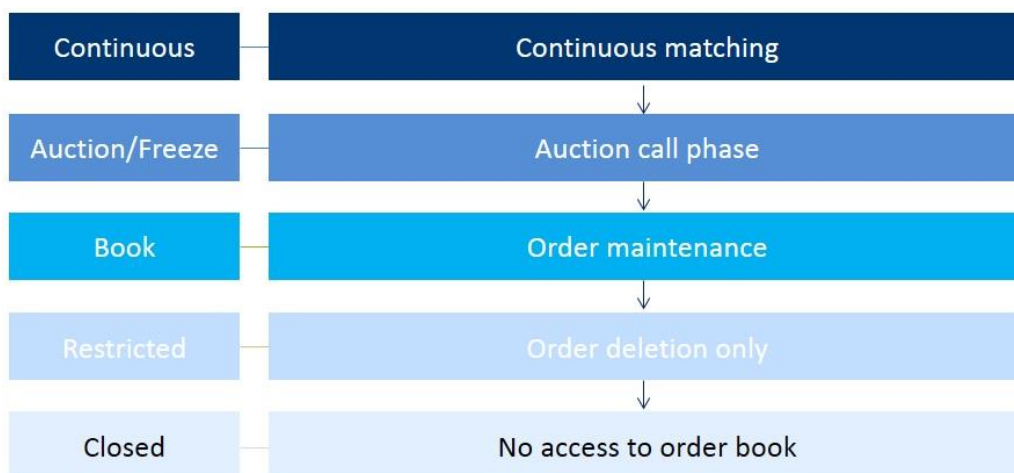 Continuous
Continuous matching
Auction/Freeze
Auction call phase
Book
Order maintenance
Restricted
Order deletion only
Closed
No access to order book